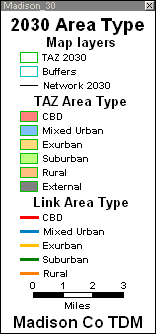 Madison_30
2030 Area Type
Map layers
TAZ 2030
Buffers
Network 2030
TAZ Area Type
CBD
Mixed Urban
Exurban
Suburban
Rural
External
Link Area Type
CBD
Mix Urban
Exurban
Suburban
Rural
0 1 2 3
Miles
Madison Co TDM